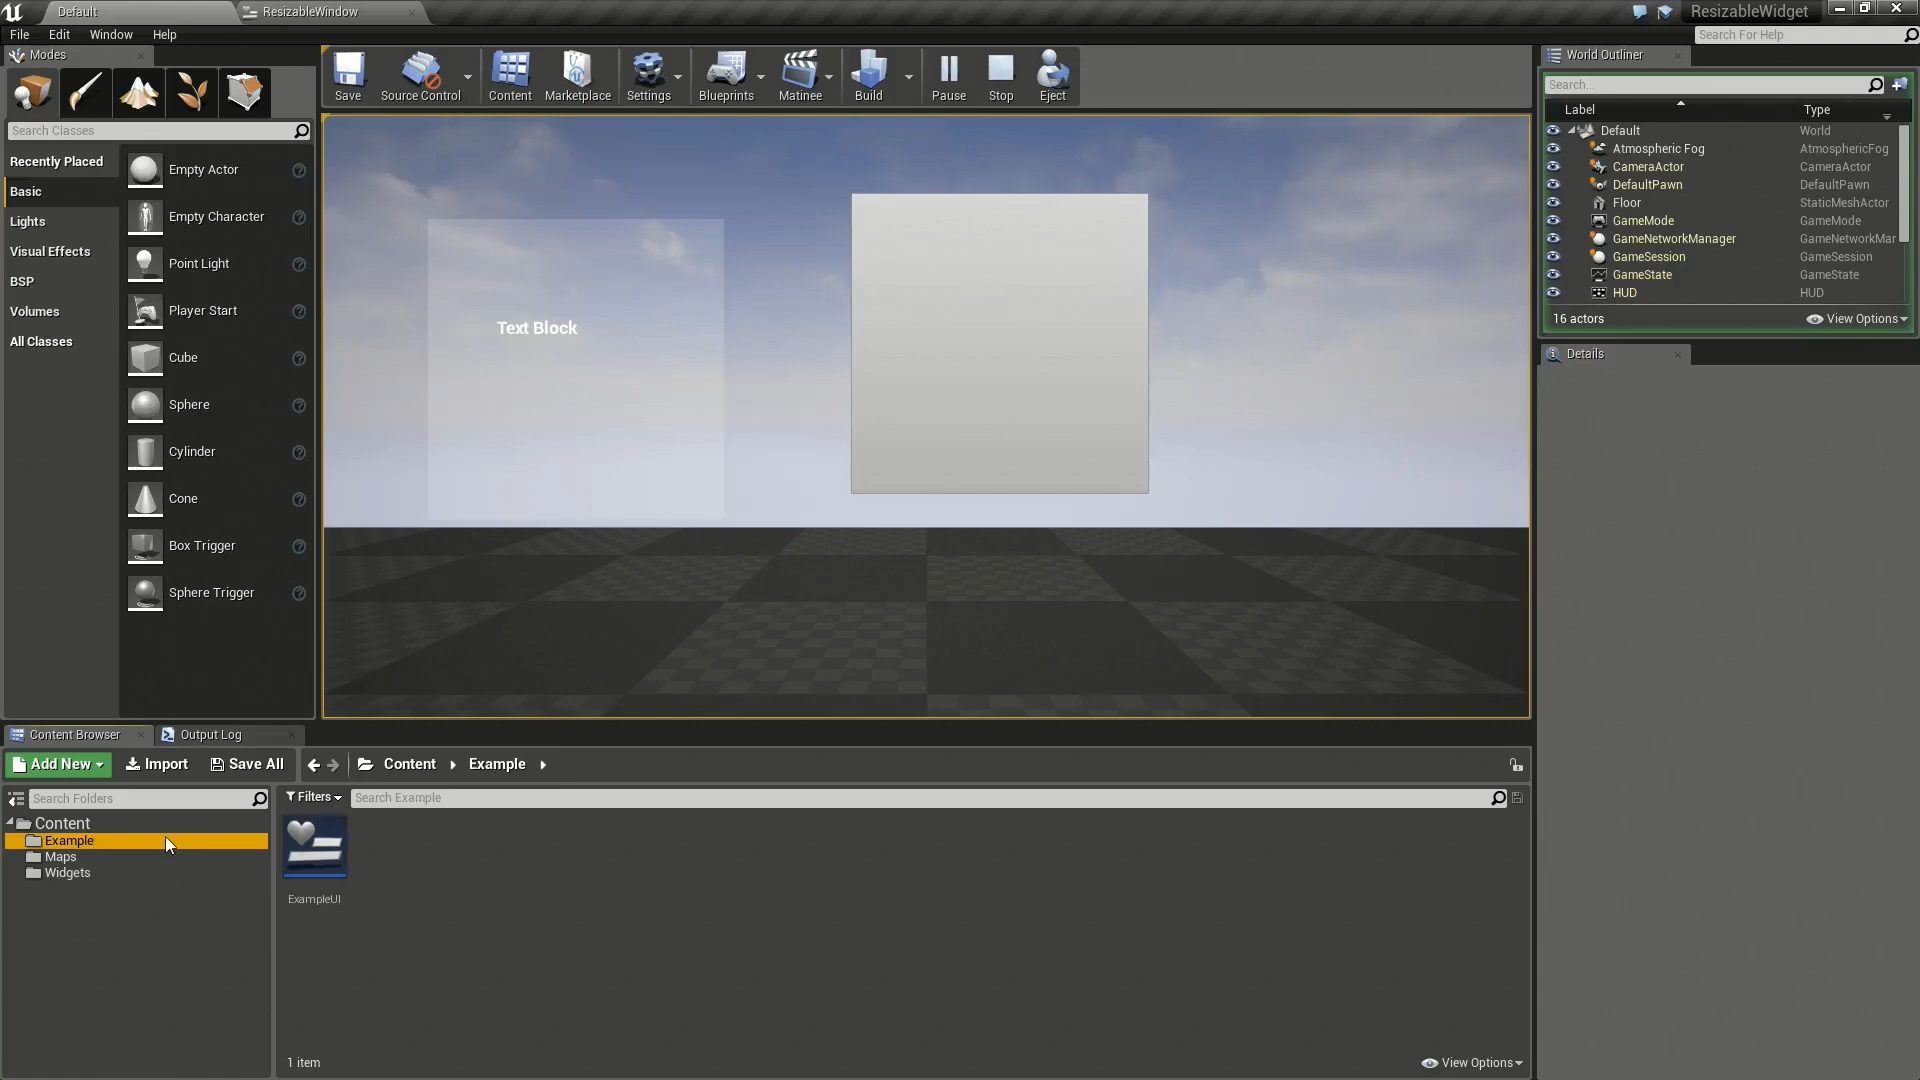 Default
ResizableWindow
ResizableWidget
File Edit Window Help
Search For Help
Modes
Search Classes
Recently Placed
Basic
Lights
Visual Effects
BSP
Volumes
All Classes
Empty Actor
Empty Character
Point Light
Player Start
Cube
Sphere
Cylinder
Cone
Box Trigger
Sphere Trigger
Save
Source Control
Content
Marketplace
Settings
Blueprints
Matinee
Build
Pause
Stop
Eject
Text Block
World Outliner
Search...
Label Type
Default World
Atmospheric Fog AtmosphericFog
CameraActor CameraActor
DefaultPawn DefaultPawn
Floor StaticMeshActor
GameMode GameMode
GameNetworkManager GameNetworkMar
GameSession GameSession
GameState GameState
HUD HUD
16 actors View Options
Details
Content Browser
Output Log
Add New Import Save All Content Example
Search Folders
Content
Example
Maps
Widgets
Filters Search Example
ExampleUI
1 item View Options